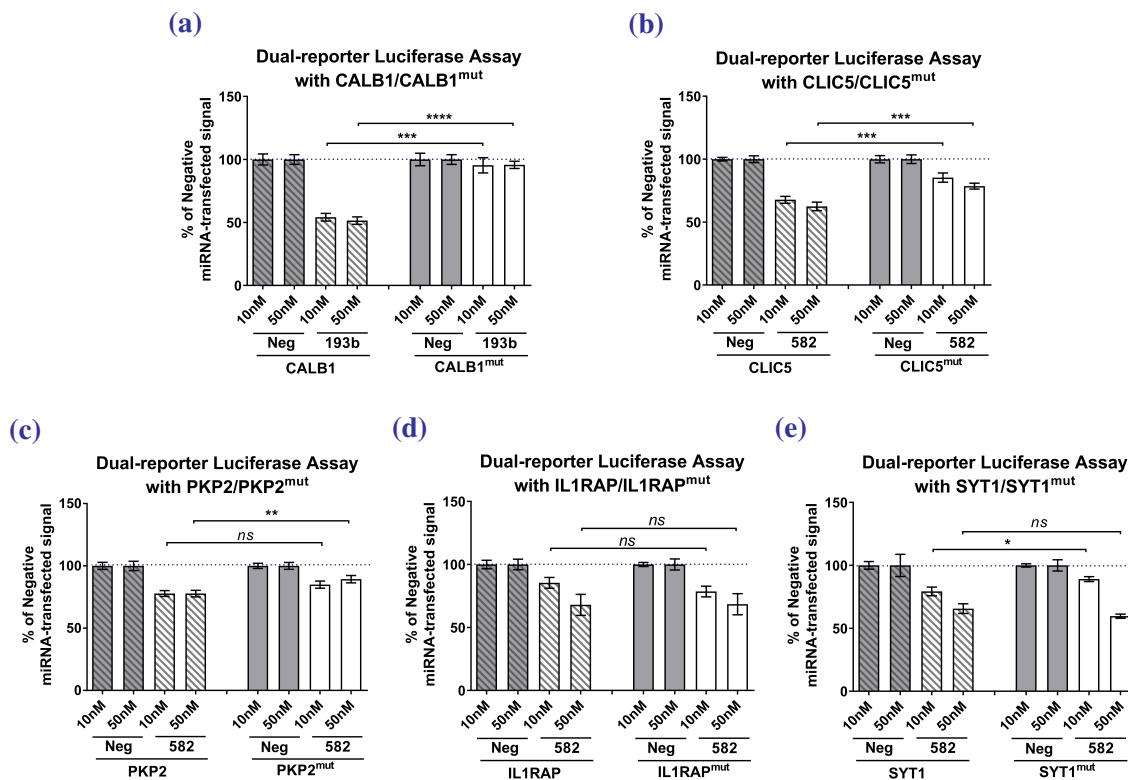 (a)
Dual-reporter Luciferase Assay
with CALB1/CALB1mut
% of Negative
miRNA-transfected signal
150
100
50
0
***
****
10nM 50nM 10nM 50nM 10nM 50nM 10nM 50nM
Neg 193b Neg 193b
CALB1 CALB1mut
(b)
Dual-reporter Luciferase Assay
with CLIC5/CLIC5mut
% of Negative
miRNA-transfected signal
150
100
50
0
***
***
10nM 50nM 10nM 50nM 10nM 50nM 10nM 50nM
Neg 582 Neg 582
CLIC5 CLIC5mut
(c)
Dual-reporter Luciferase Assay
with PKP2/PKP2mut
% of Negative
miRNA-transfected signal
150
100
50
0
**
ns
10nM 50nM 10nM 50nM 10nM 50nM 10nM 50nM
Neg 582 Neg 582
PKP2 PKP2mut
(d)
Dual-reporter Luciferase Assay
with IL1RAP/IL1RAPmut
% of Negative
miRNA-transfected signal
150
100
50
0
ns
ns
10nM 50nM 10nM 50nM 10nM 50nM 10nM 50nM
Neg 582 Neg 582
IL1RAP IL1RAPmut
(e)
Dual-reporter Luciferase Assay
with SYT1/SYT1mut
% of Negative
miRNA-transfected signal
150
100
50
0
ns
*
10nM 50nM 10nM 50nM 10nM 50nM 10nM 50nM
Neg 582 Neg 582
SYT1 SYT1mut